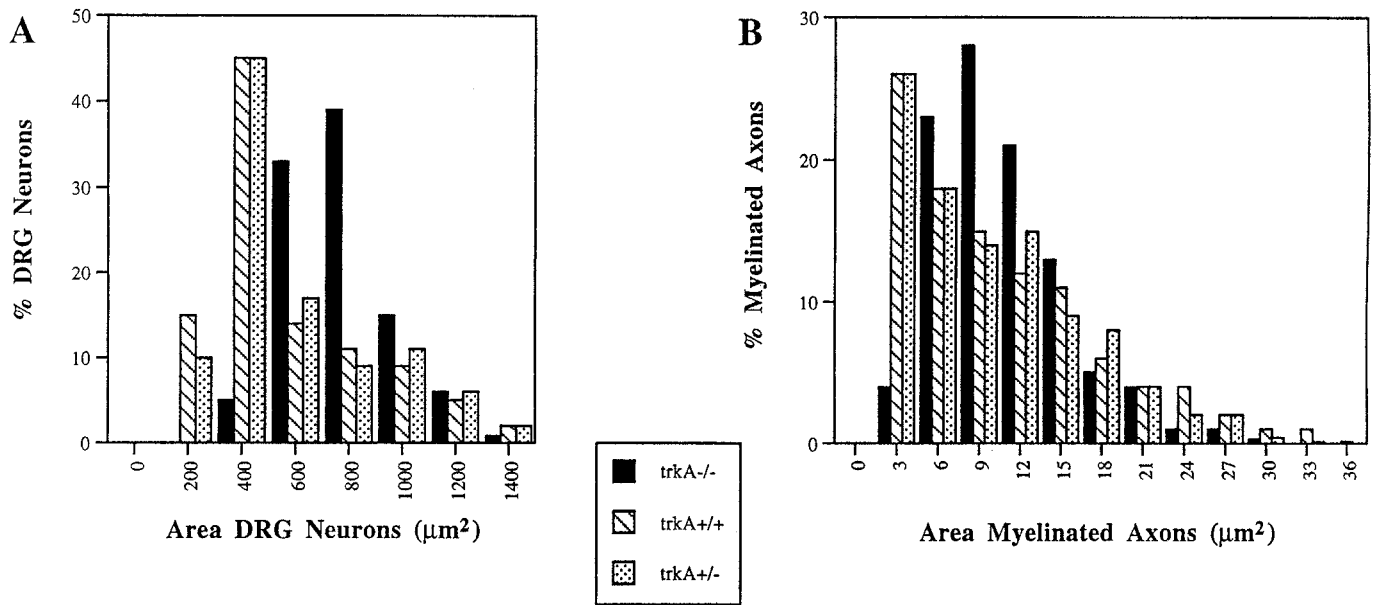 A
50
40
30
20
10
0
% DRG Neurons
0 200 400 600 800 1000 1200 1400
Area DRG Neurons (μm²)
trkA-/-
trkA+/+
trkA+/-
B
30
20
10
0
% Myelinated Axons
0 3 6 9 12 15 18 21 24 27 30 33 36
Area Myelinated Axons (μm²)